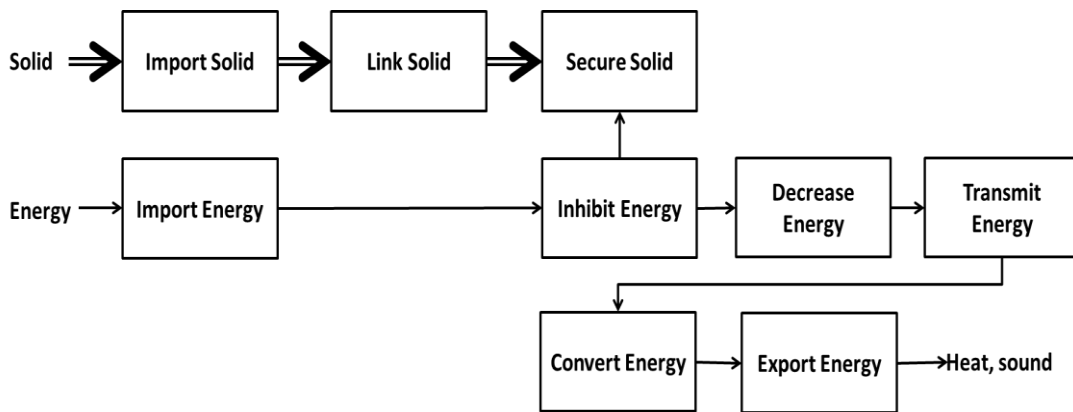 Solid
Import Solid
Link Solid
Secure Solid
Energy
Import Energy
Inhibit Energy
Decrease
Energy
Transmit
Energy
Convert Energy
Export Energy
Heat, sound